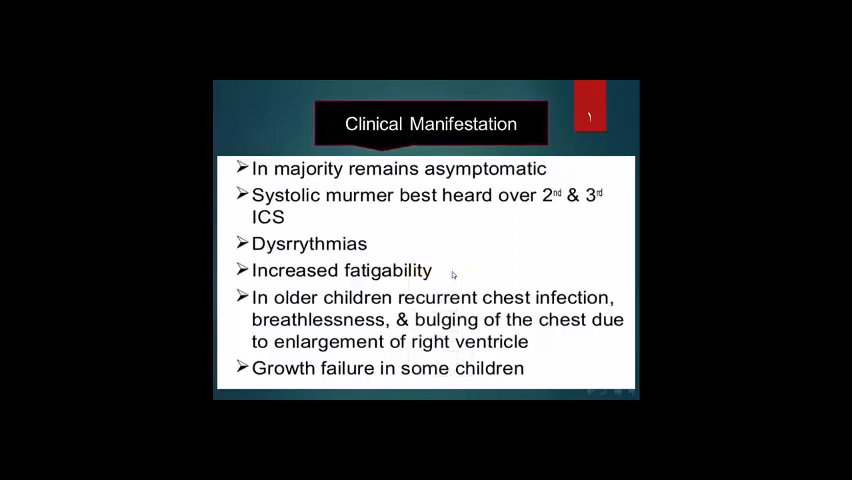 Clinical Manifestation
١
In majority remains asymptomatic
Systolic murmer best heard over 2nd & 3rd
ICS
Dysrrythmias
Increased fatigability
In older children recurrent chest infection,
breathlessness, & bulging of the chest due
to enlargement of right ventricle
Growth failure in some children